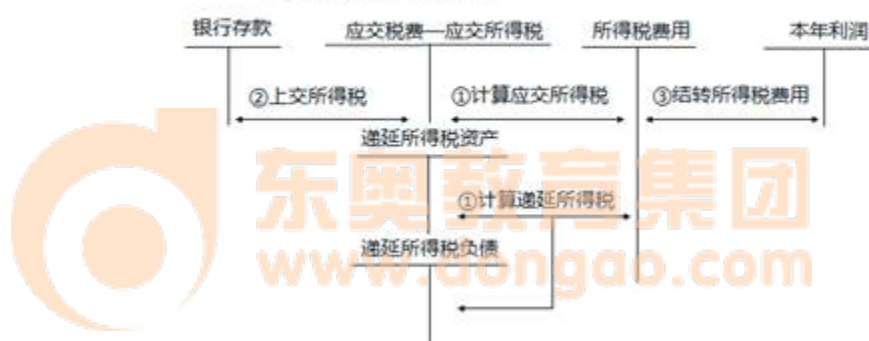 银行存款 应交税费—应交所得税 所得税费用 本年利润
②上交所得税 ①计算应交所得税 ③结转所得税费用
递延所得税资产
东奥教育集团
①计算递延所得税
递延所得税负债
www.dongao.com